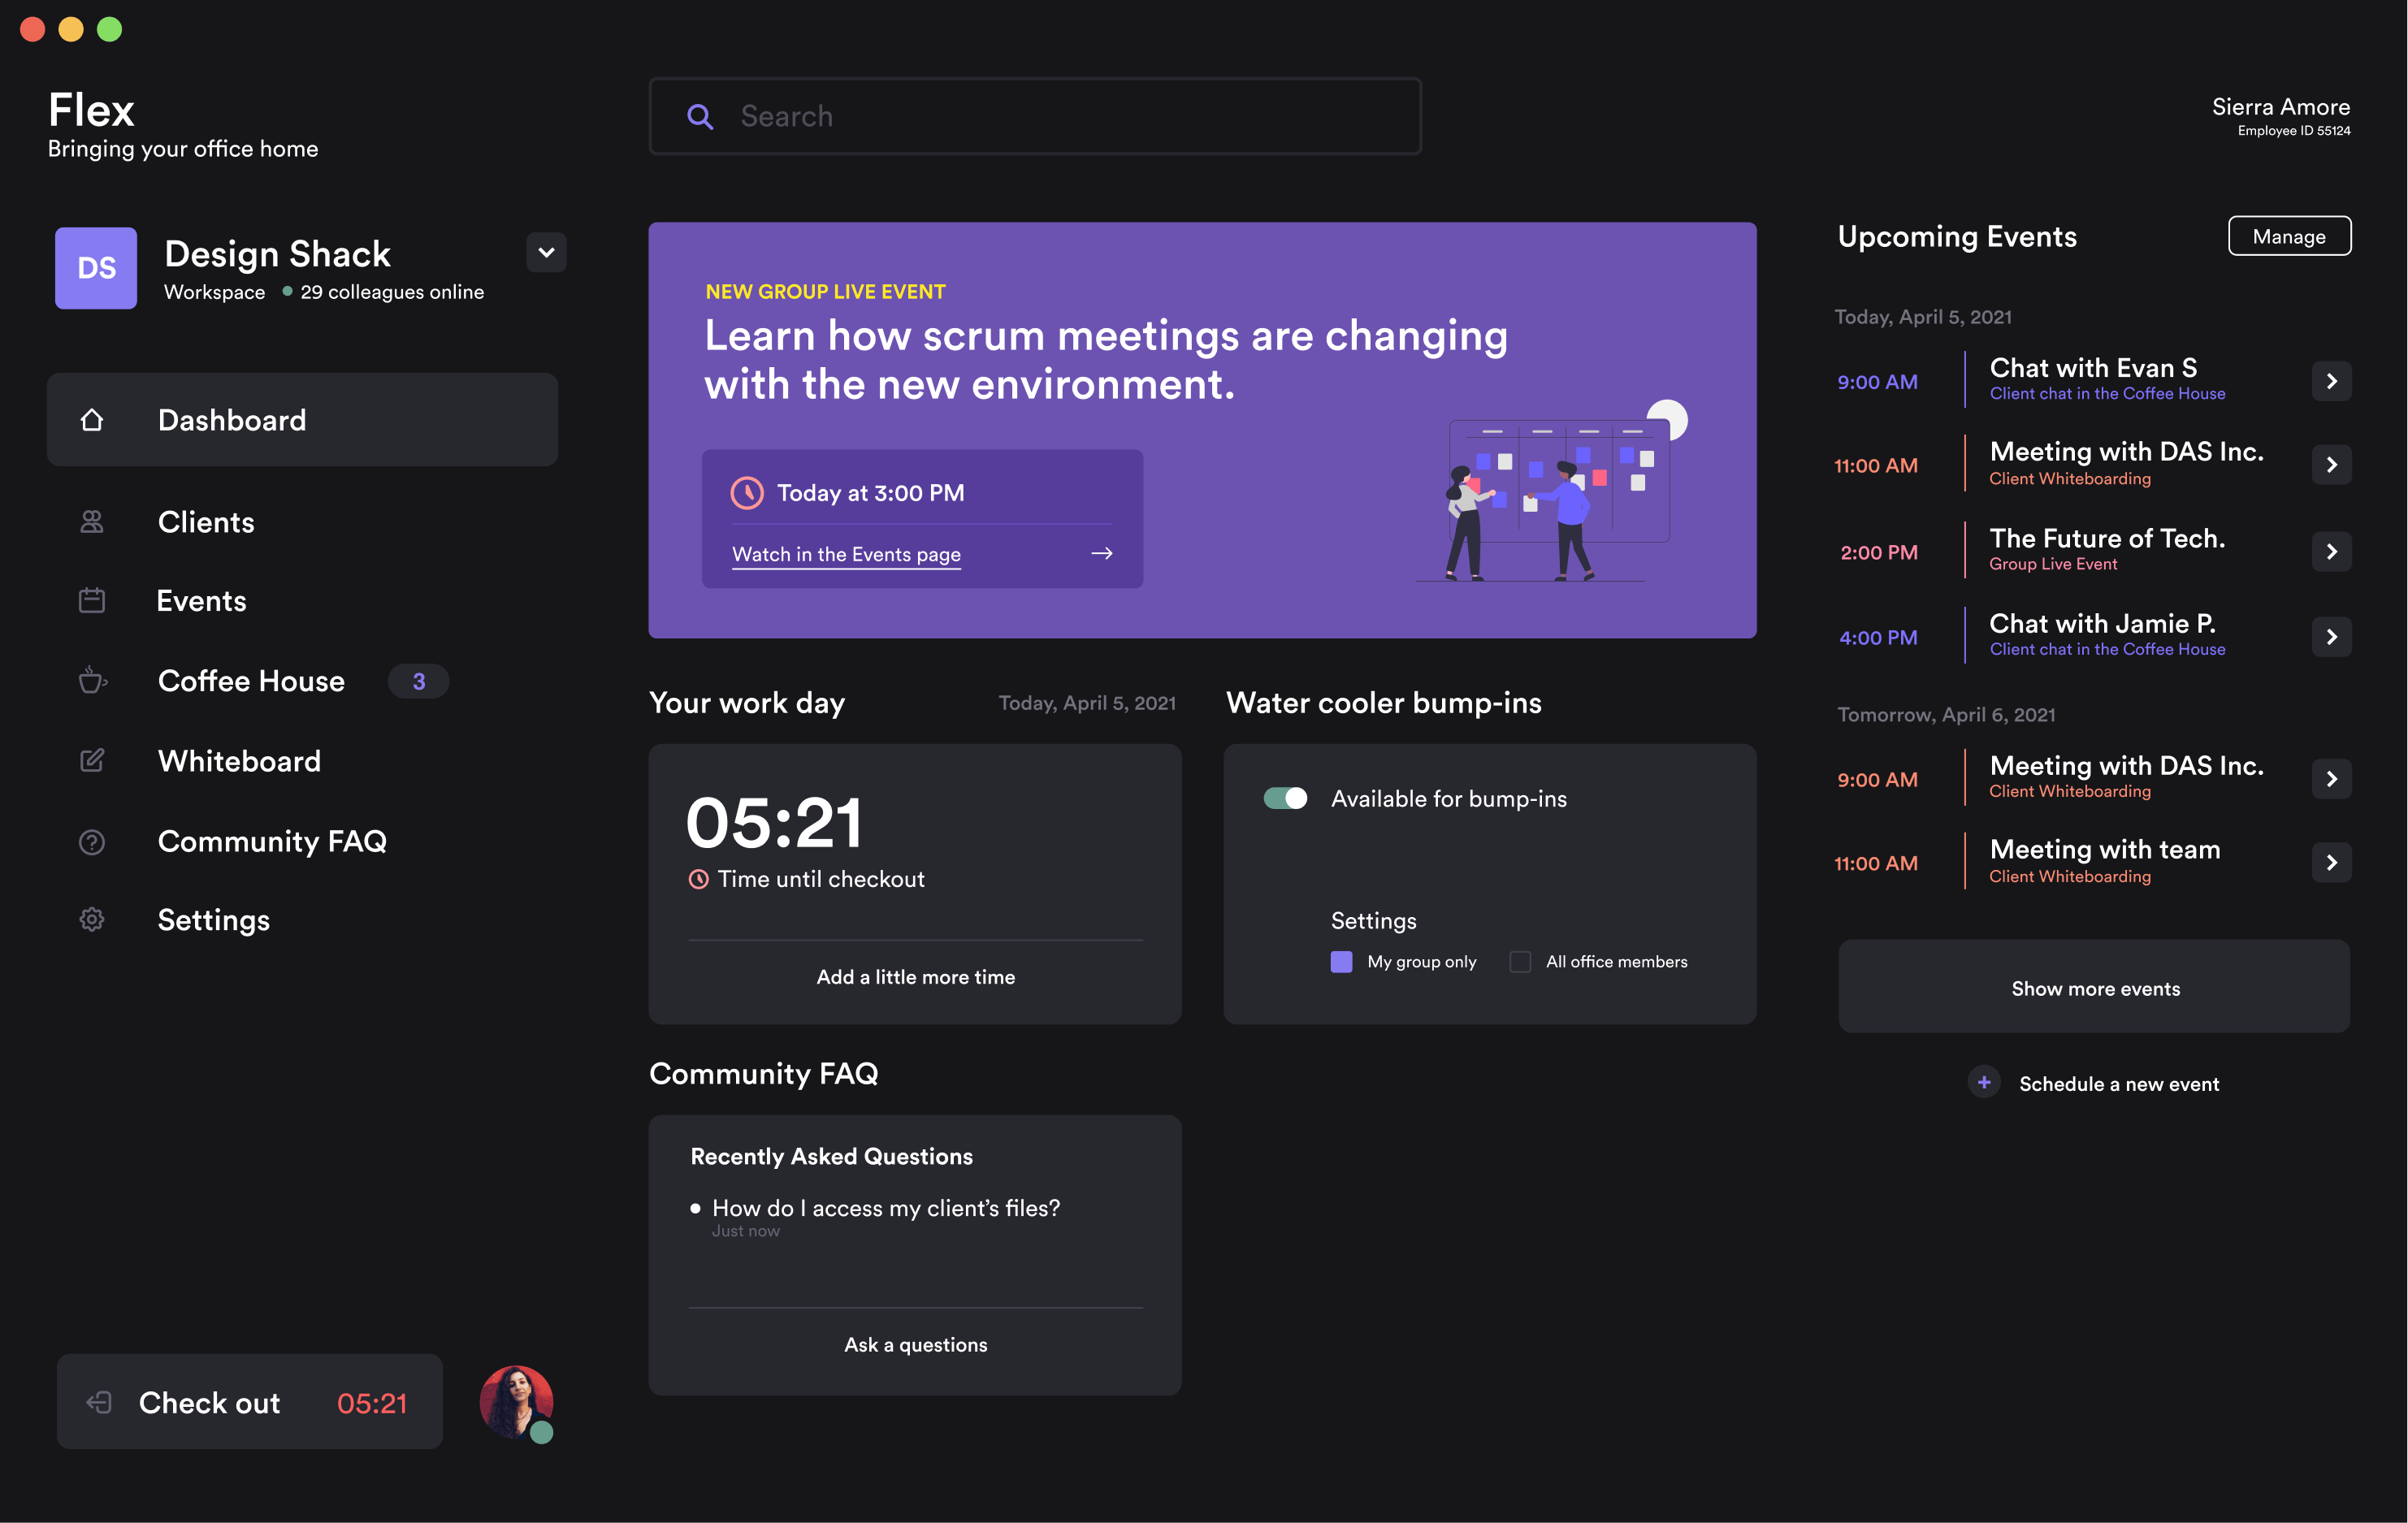 Flex
Bringing your office home
Search
Sierra Amore
Employee ID 55124
DS
Design Shack
Workspace
29 colleagues online
Dashboard
Clients
Events
Coffee House
3
Whiteboard
Community FAQ
Settings
Check out
05:21
NEW GROUP LIVE EVENT
Learn how scrum meetings are changing
with the new environment.
Today at 3:00 PM
Watch in the Events page
Your work day
Today, April 5, 2021
05:21
Time until checkout
Add a little more time
Water cooler bump-ins
Available for bump-ins
Settings
My group only
All office members
Community FAQ
Recently Asked Questions
How do I access my client’s files?
Just now
Ask a questions
Upcoming Events
Manage
Today, April 5, 2021
9:00 AM
Chat with Evan S
Client chat in the Coffee House
11:00 AM
Meeting with DAS Inc.
Client Whiteboarding
2:00 PM
The Future of Tech.
Group Live Event
4:00 PM
Chat with Jamie P.
Client chat in the Coffee House
Tomorrow, April 6, 2021
9:00 AM
Meeting with DAS Inc.
Client Whiteboarding
11:00 AM
Meeting with team
Client Whiteboarding
Show more events
Schedule a new event